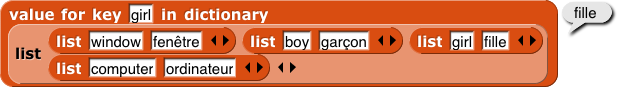 value for key girl in dictionary
fille
list list window fenêtre list boy garçon list girl fille
list computer ordinateur